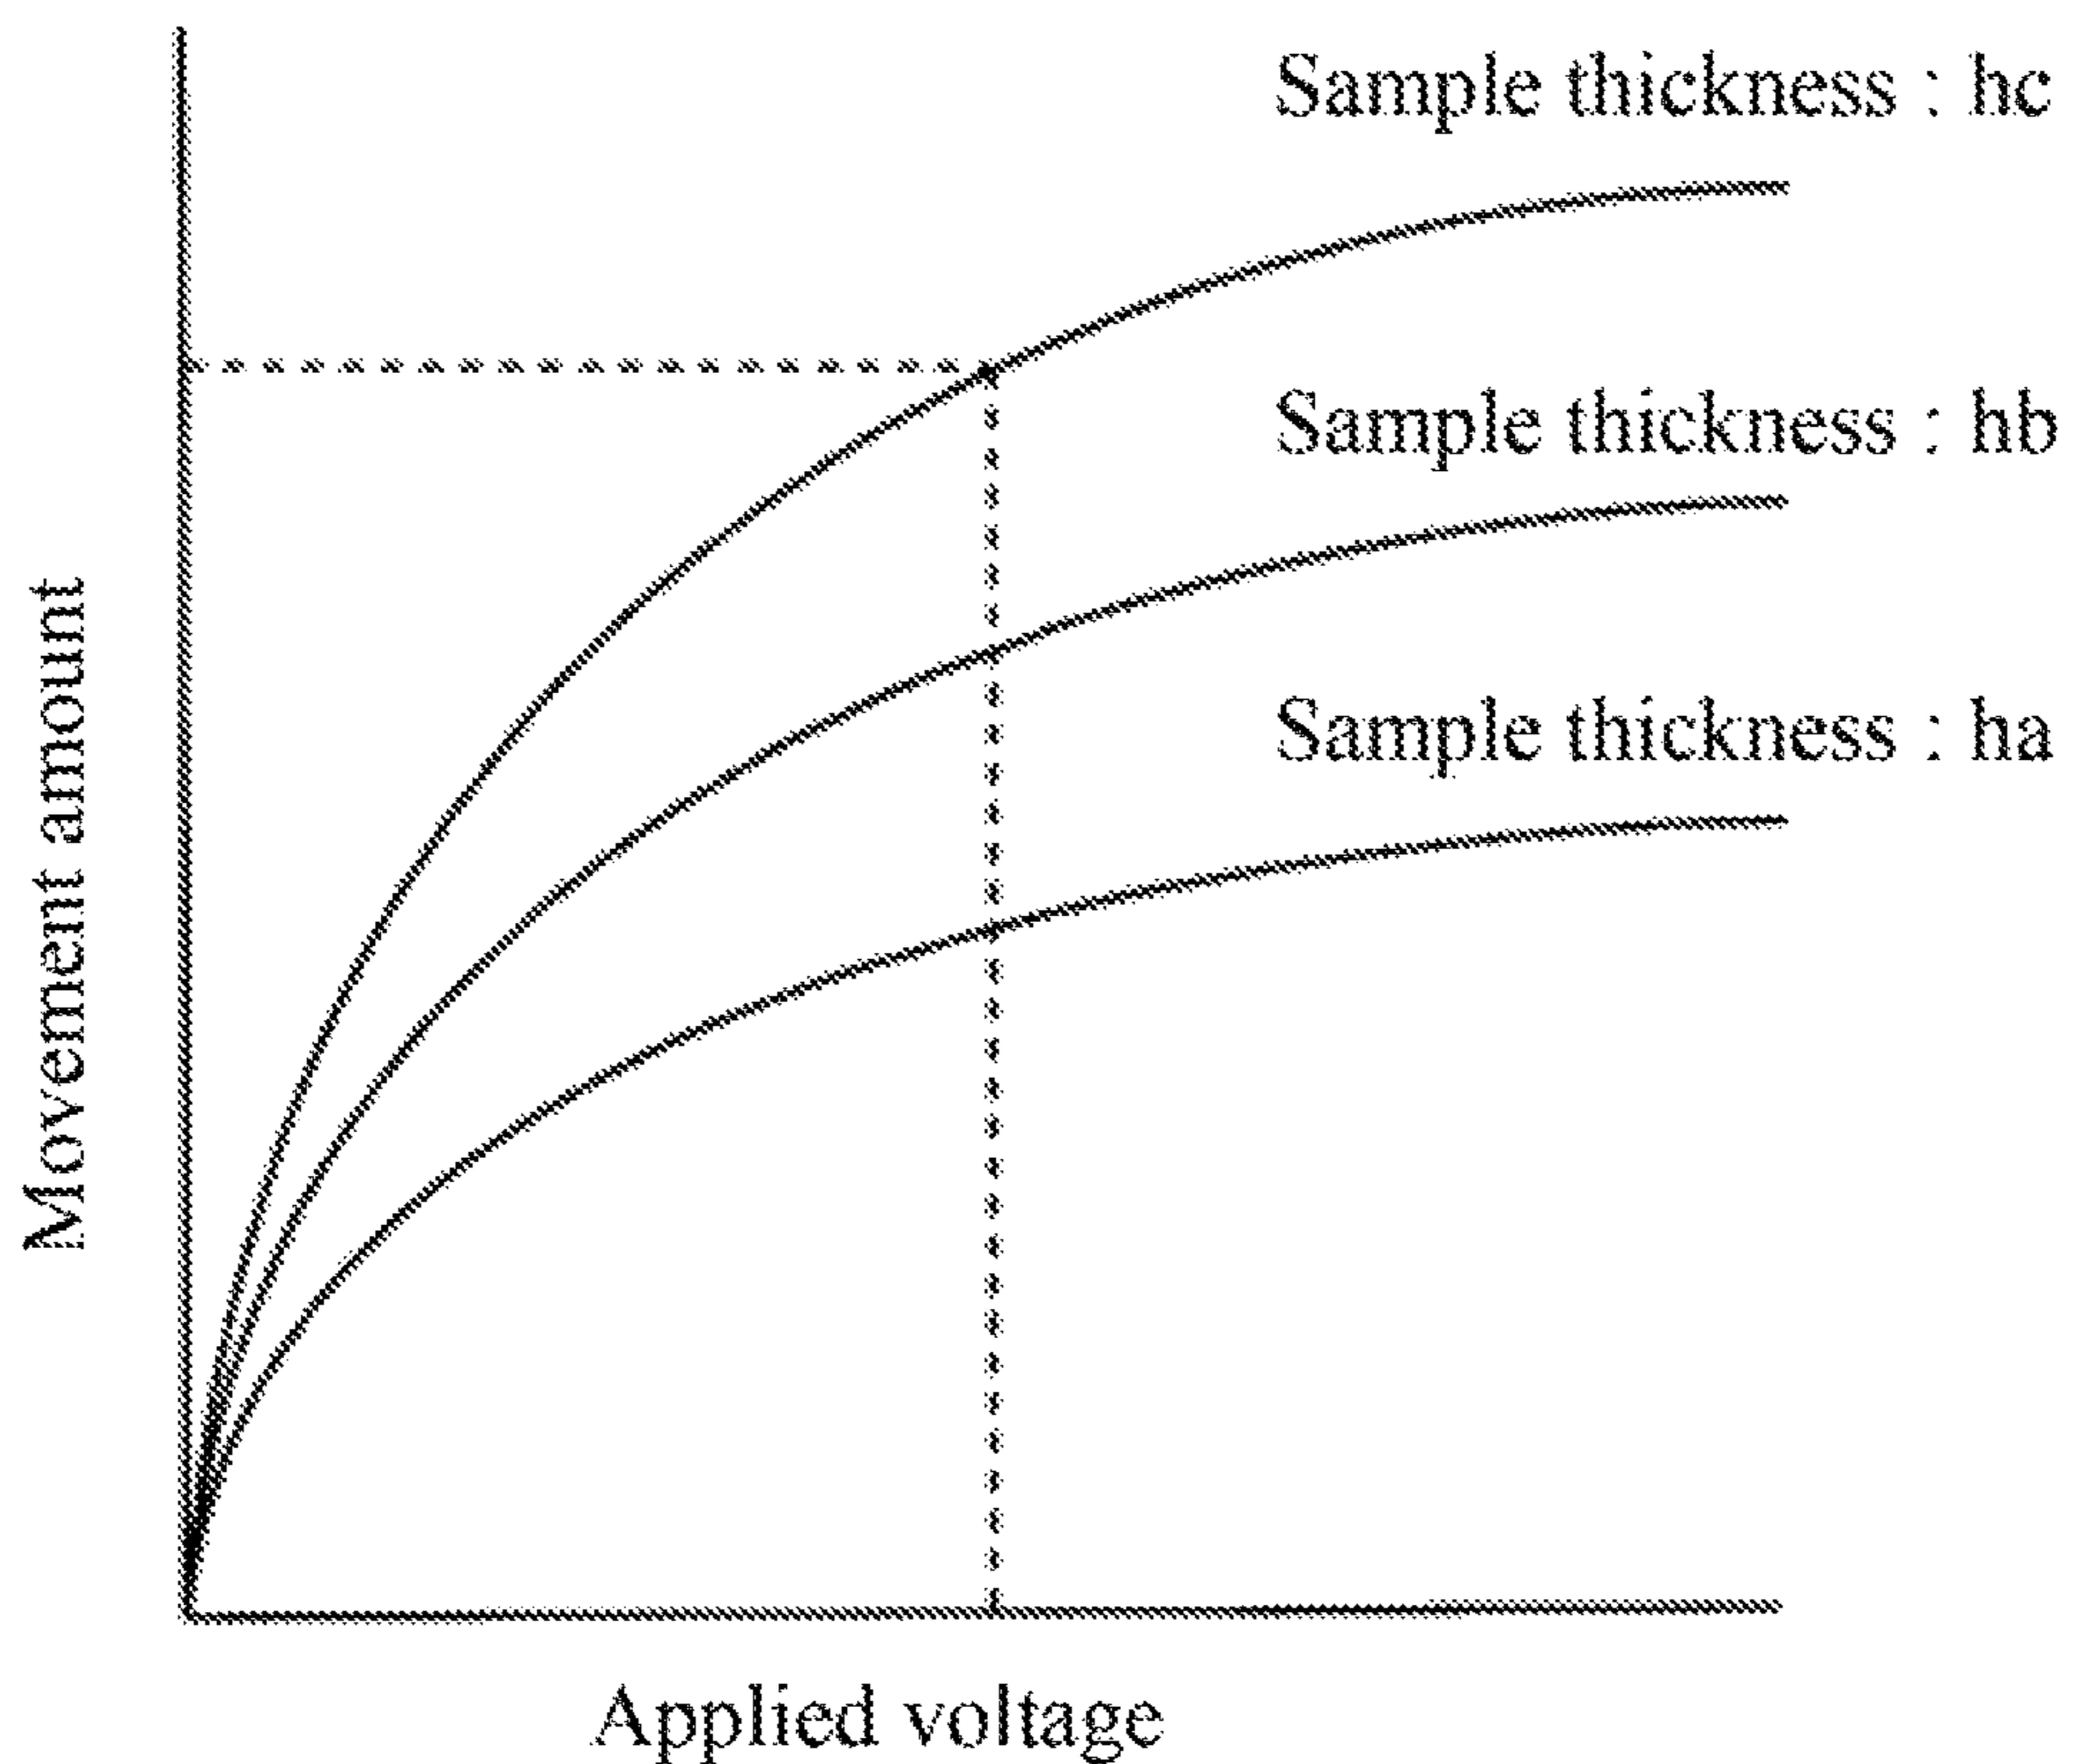 Sample thickness : hc
Sample thickness : hb
Sample thickness : ha
Movement amount
Applied voltage